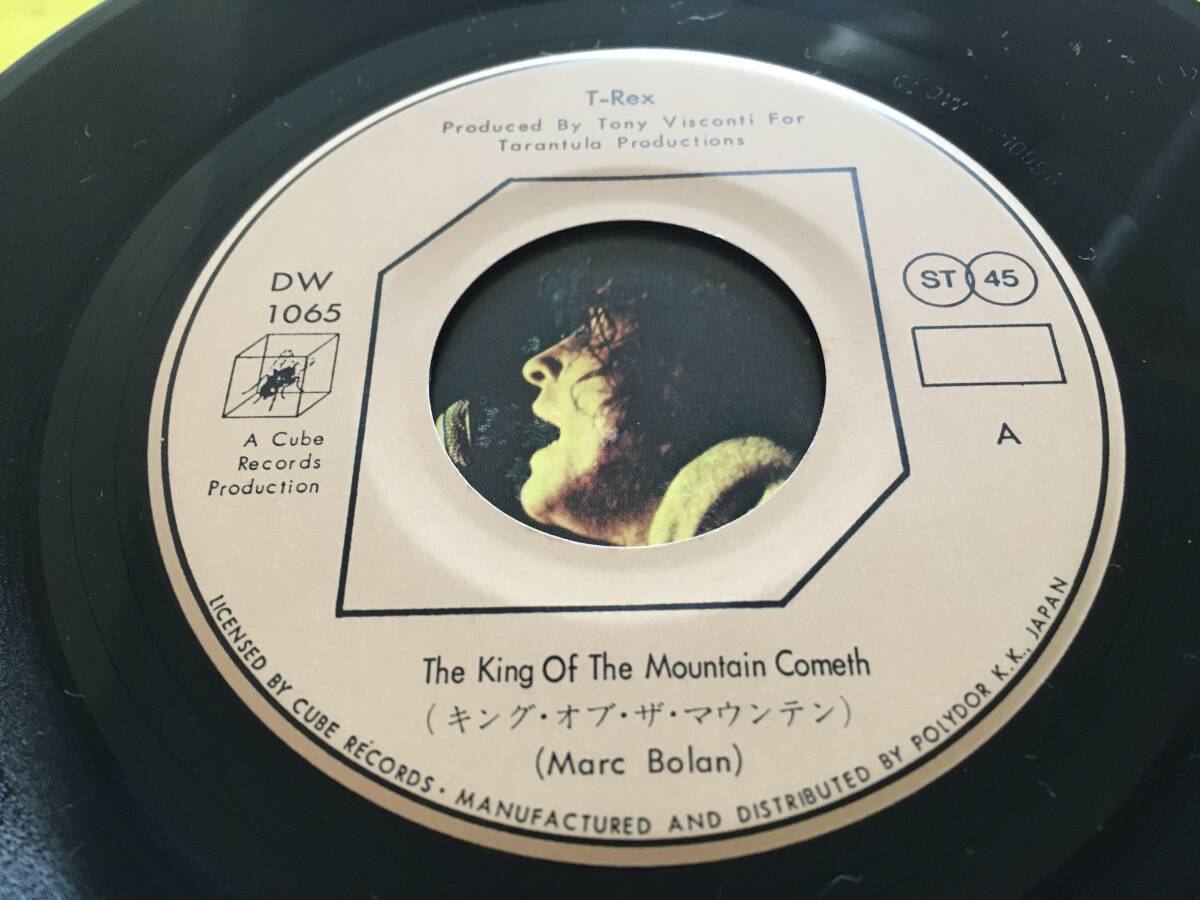 T-Rex
Produced By Tony Visconti For
Tarantula Productions
DW
1065
A Cube
Records
Production
ST 45
A
The King Of The Mountain Cometh
(キング・オブ・ザ・マウンテン)
(Marc Bolan)
LICENSED BY CUBE RÉCORDS • MANUFACTURED AND DISTRIBUTED BY POLYDOR K.K., JAPAN